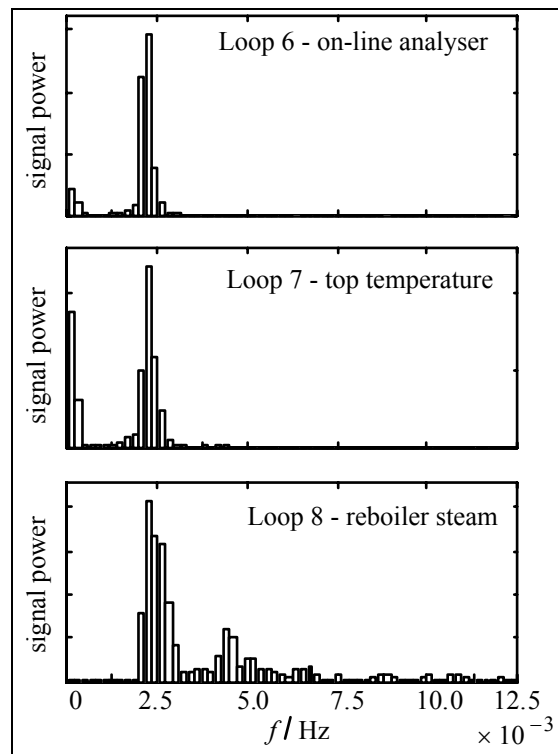 Loop 6 - on-line analyser
signal power
Loop 7 - top temperature
signal power
Loop 8 - reboiler steam
signal power
0 2.5 5.0 7.5 10.0 12.5
f / Hz × 10⁻³